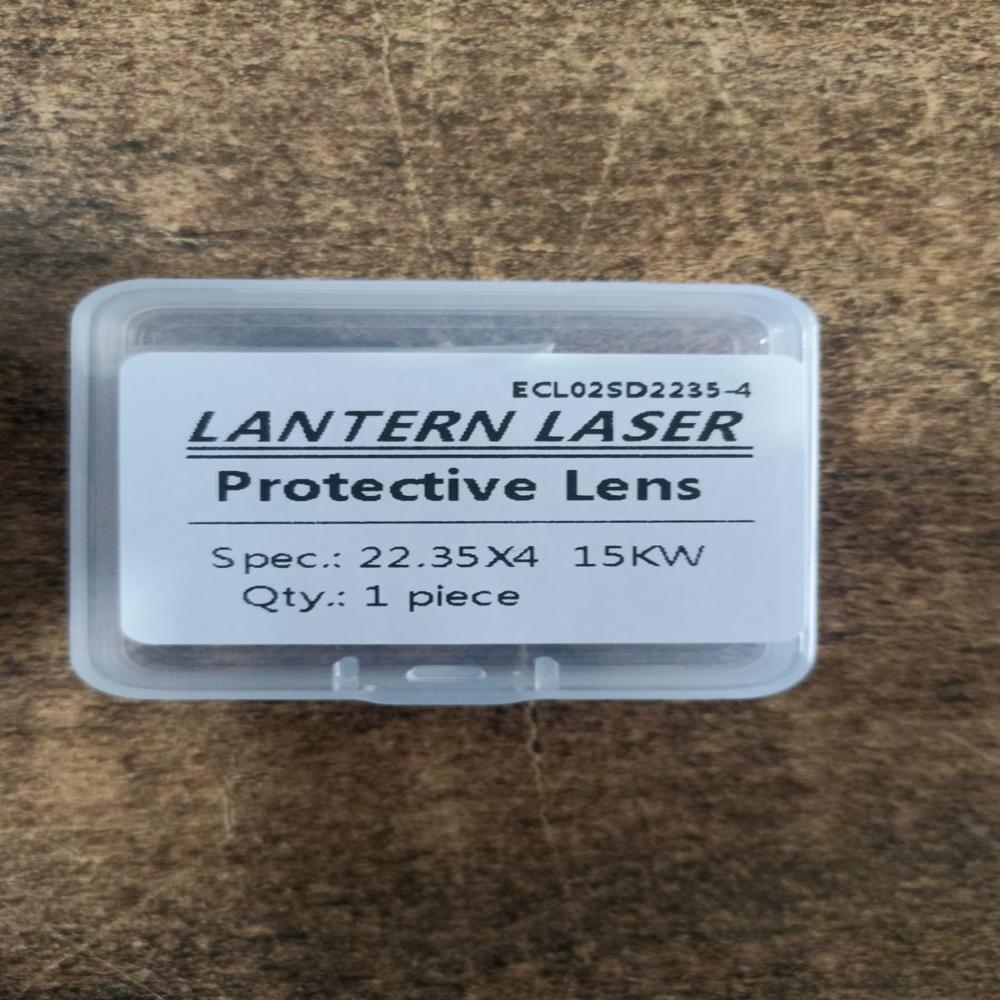 ECL02SD2235-4
LANTERN LASER
Protective Lens
Spec.: 22.35X4 15KW
Qty.: 1 piece